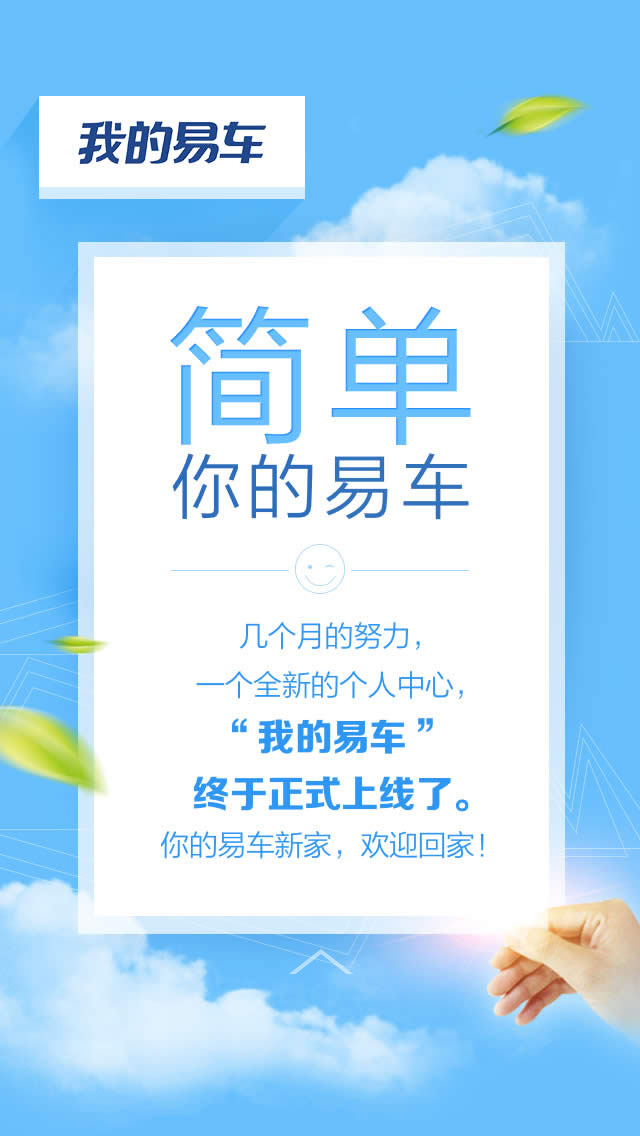 我的易车
简单
你的易车
几个月的努力，
一个全新的个人中心，
“我的易车”
终于正式上线了。
你的易车新家，欢迎回家！